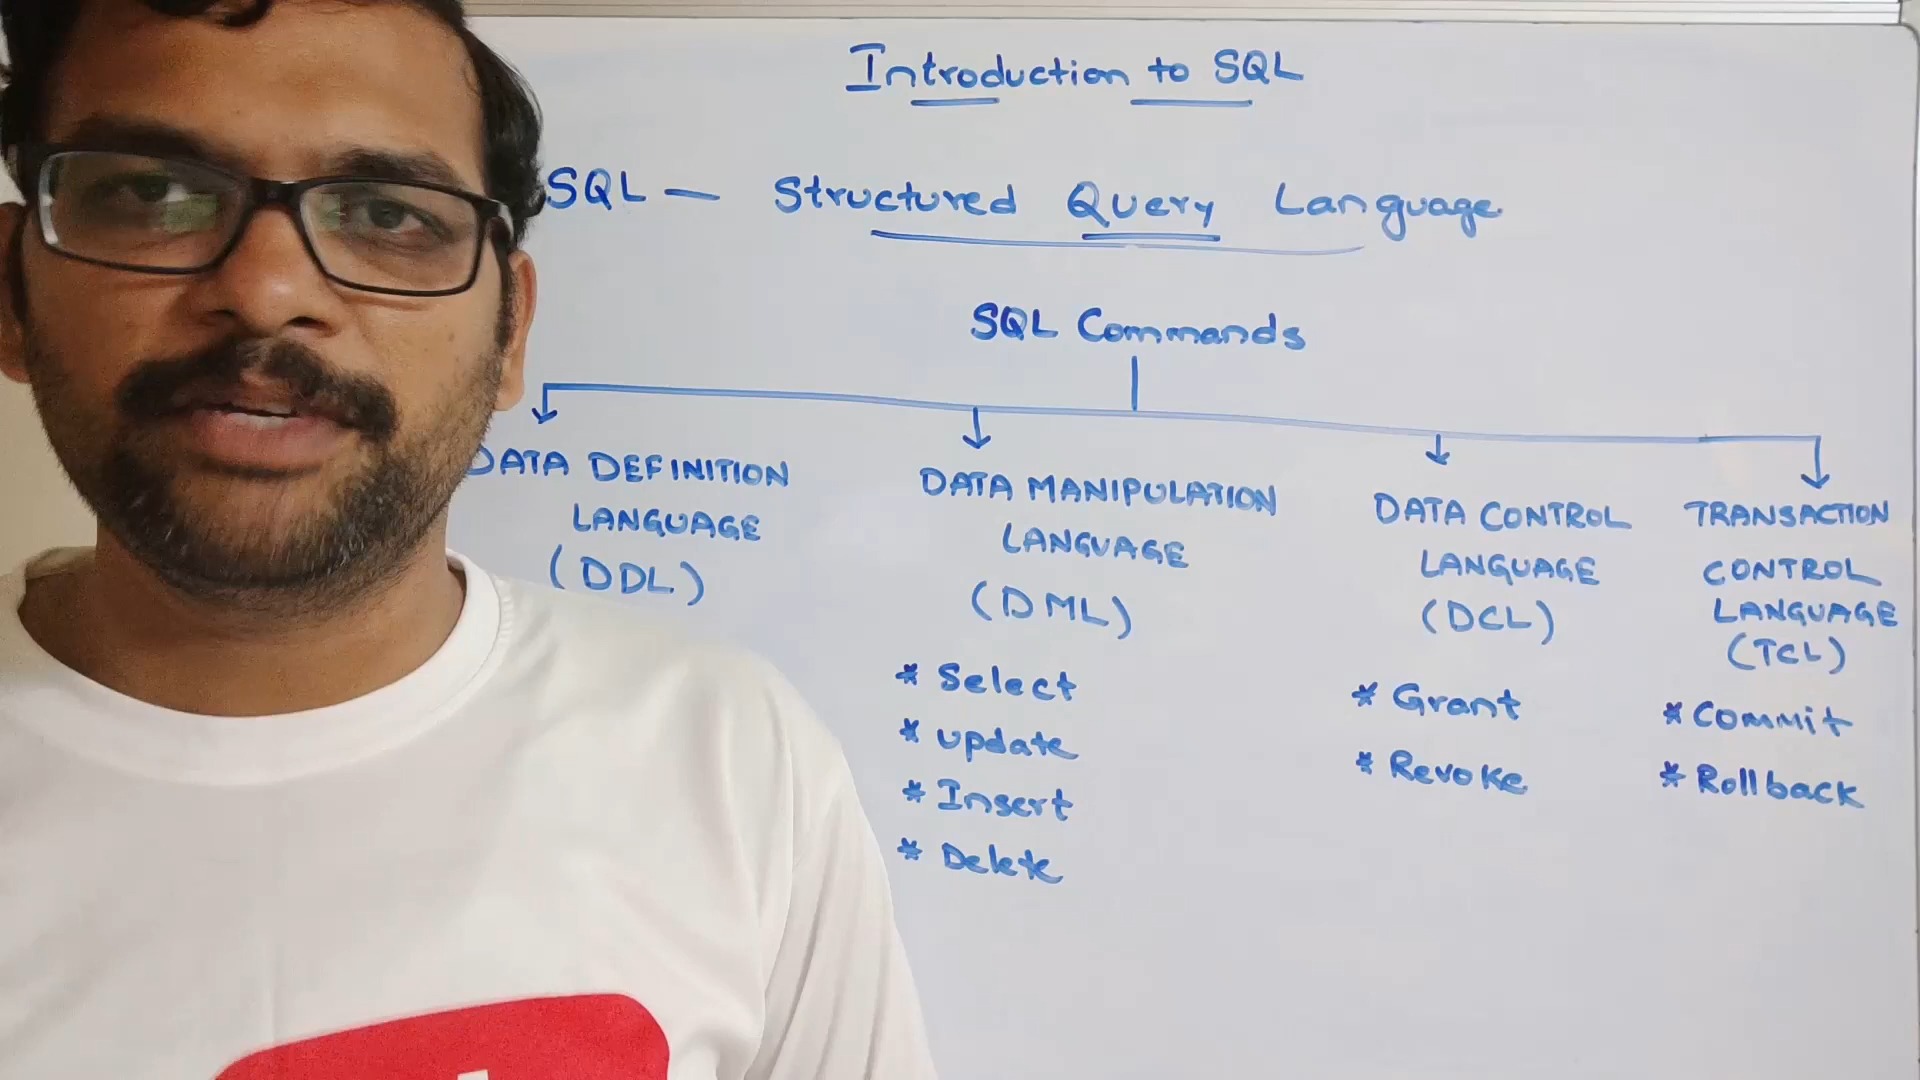 Introduction to SQL
SQL — Structured Query Language
SQL Commands
DATA DEFINITION
LANGUAGE
(DDL)
DATA MANIPULATION
LANGUAGE
(DML)
* Select
* update
* Insert
* Delete
DATA CONTROL
LANGUAGE
(DCL)
* Grant
* Revoke
TRANSACTION
CONTROL
LANGUAGE
(TCL)
* Commit
* Rollback